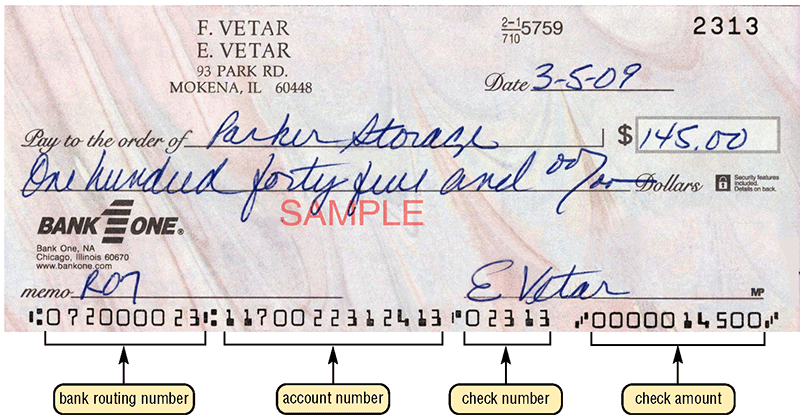 F. VETAR
E. VETAR
93 PARK RD.
MOKENA, IL 60448
2-1/710 5759
2313
Date 3-5-09
Pay to the order of Parker Storage $ 145.00
One hundred forty five and 00/00 Dollars
Security features included. Details on back.
SAMPLE
BANK ONE®
Bank One, NA
Chicago, Illinois 60670
www.bankone.com
memo R07 E Vetar MP
⑆072000023⑆ 1170022312413⑈ 02313 ⑇0000014500⑇
bank routing number account number check number check amount